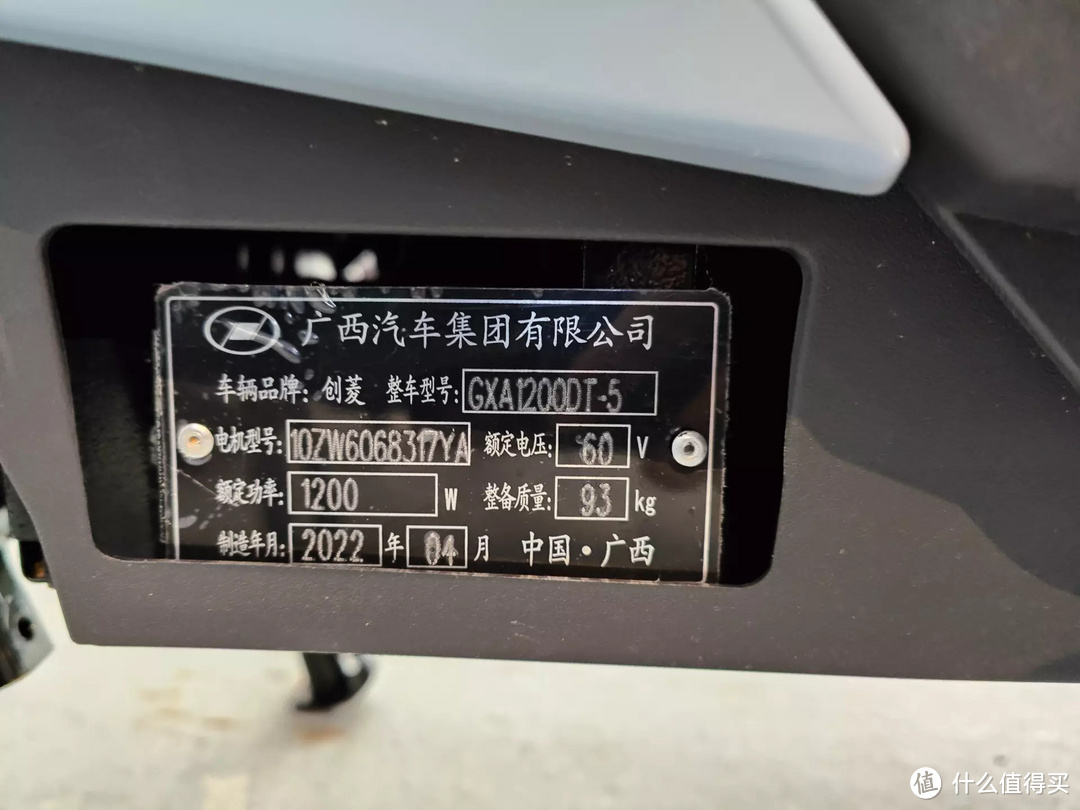 广西汽车集团有限公司
车辆品牌: 创菱 整车型号: GXA1200DT-5
电机型号: 10ZW6068317YA 额定电压: 60 V
额定功率: 1200 W 整备质量: 93 kg
制造年月: 2022 年 04 月 中国·广西
值 什么值得买